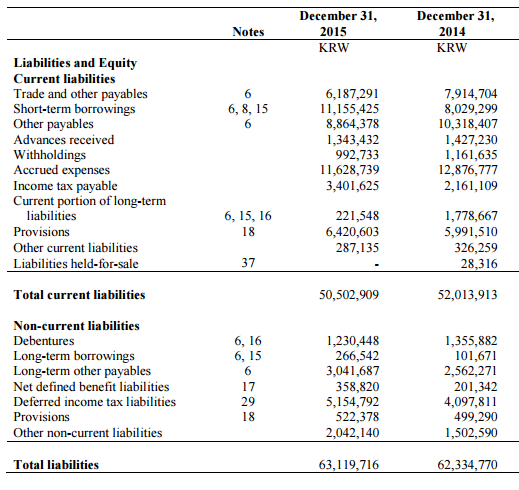 December 31, December 31,
Notes 2015 2014
KRW KRW
Liabilities and Equity
Current liabilities
Trade and other payables 6 6,187,291 7,914,704
Short-term borrowings 6, 8, 15 11,155,425 8,029,299
Other payables 6 8,864,378 10,318,407
Advances received 1,343,432 1,427,230
Withholdings 992,733 1,161,635
Accrued expenses 11,628,739 12,876,777
Income tax payable 3,401,625 2,161,109
Current portion of long-term
liabilities 6, 15, 16 221,548 1,778,667
Provisions 18 6,420,603 5,991,510
Other current liabilities 287,135 326,259
Liabilities held-for-sale 37 - 28,316
Total current liabilities 50,502,909 52,013,913
Non-current liabilities
Debentures 6, 16 1,230,448 1,355,882
Long-term borrowings 6, 15 266,542 101,671
Long-term other payables 6 3,041,687 2,562,271
Net defined benefit liabilities 17 358,820 201,342
Deferred income tax liabilities 29 5,154,792 4,097,811
Provisions 18 522,378 499,290
Other non-current liabilities 2,042,140 1,502,590
Total liabilities 63,119,716 62,334,770